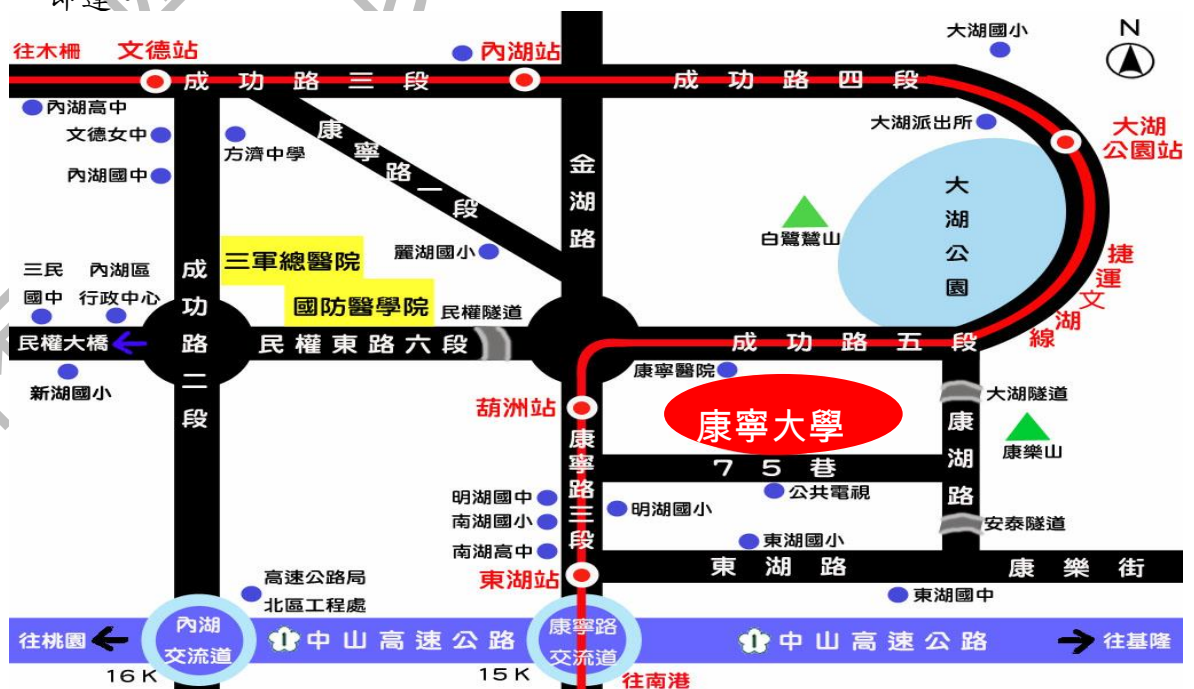 即達。
大湖國小
N
往木柵
文德站
內湖站
成功路三段
成功路四段
內湖高中
文德女中
方濟中學
內湖國中
康寧路一段
金湖路
大湖派出所
大湖公園站
大湖公園
白鷺鷥山
捷運文湖線
三軍總醫院
麗湖國小
國防醫學院
民權隧道
三民國中
內湖區行政中心
成功路二段
民權大橋
民權東路六段
成功路五段
新湖國小
康寧醫院
大湖隧道
葫洲站
康寧大學
康湖路
康樂山
康寧路三段
75巷
公共電視
明湖國中
明湖國小
南湖國小
安泰隧道
東湖國小
南湖高中
東湖站
東湖路
康樂街
高速公路局
北區工程處
東湖國中
往桃園
內湖
交流道
1
中山高速公路
康寧路
交流道
1
中山高速公路
往基隆
16K
15K
往南港